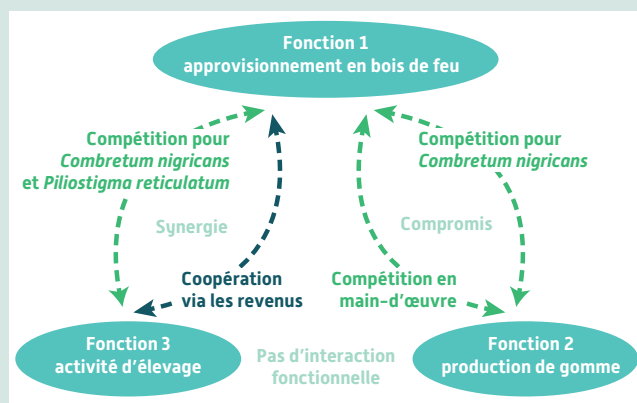 Fonction 1
approvisionnement en bois de feu
Compétition pour
Combretum nigricans
et Piliostigma reticulatum
Compétition pour
Combretum nigricans
Synergie
Compromis
Coopération
via les revenus
Compétition en
main-d'œuvre
Fonction 3
activité d'élevage
Pas d'interaction
fonctionnelle
Fonction 2
production de gomme